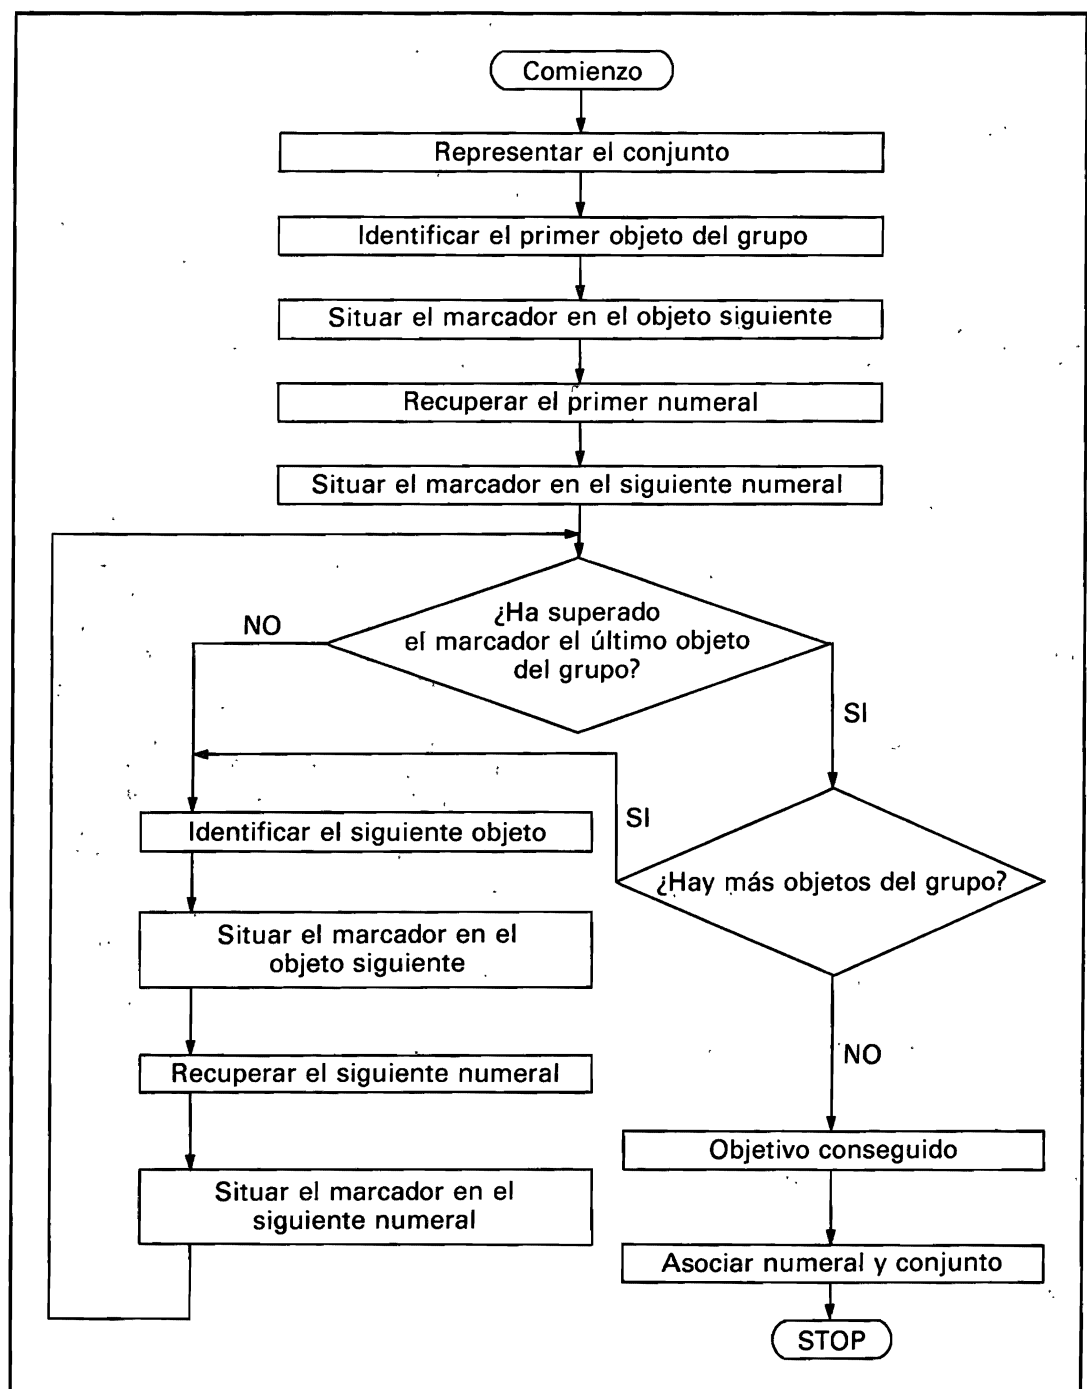 Comienzo
Representar el conjunto
Identificar el primer objeto del grupo
Situar el marcador en el objeto siguiente
Recuperar el primer numeral
Situar el marcador en el siguiente numeral
¿Ha superado
el marcador el último objeto
del grupo?
NO
SI
¿Hay más objetos del grupo?
SI
NO
Identificar el siguiente objeto
Situar el marcador en el
objeto siguiente
Recuperar el siguiente numeral
Situar el marcador en el
siguiente numeral
Objetivo conseguido
Asociar numeral y conjunto
STOP